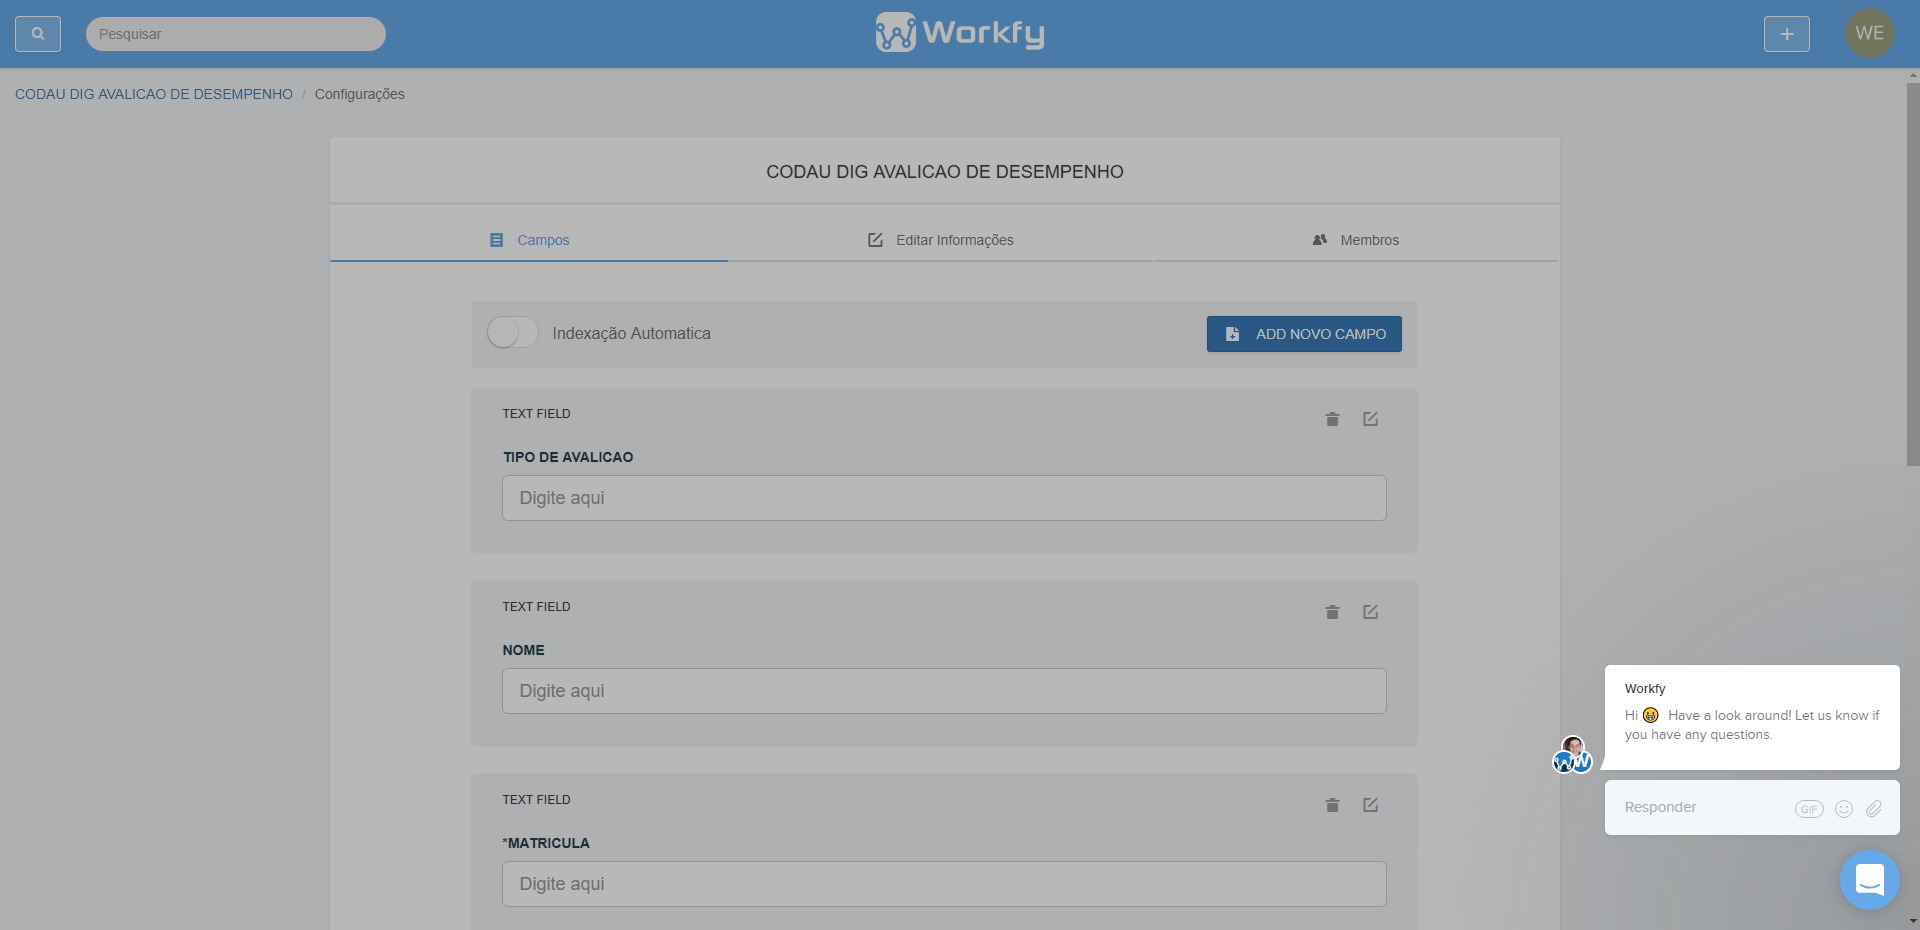 Pesquisar
Workfy
WE
CODAU DIG AVALICAO DE DESEMPENHO / Configurações
CODAU DIG AVALICAO DE DESEMPENHO
Campos
Editar Informações
Membros
Indexação Automatica
ADD NOVO CAMPO
TEXT FIELD
TIPO DE AVALICAO
Digite aqui
TEXT FIELD
NOME
Digite aqui
TEXT FIELD
*MATRICULA
Digite aqui
Workfy
Hi Have a look around! Let us know if
you have any questions.
W
Responder
GIF